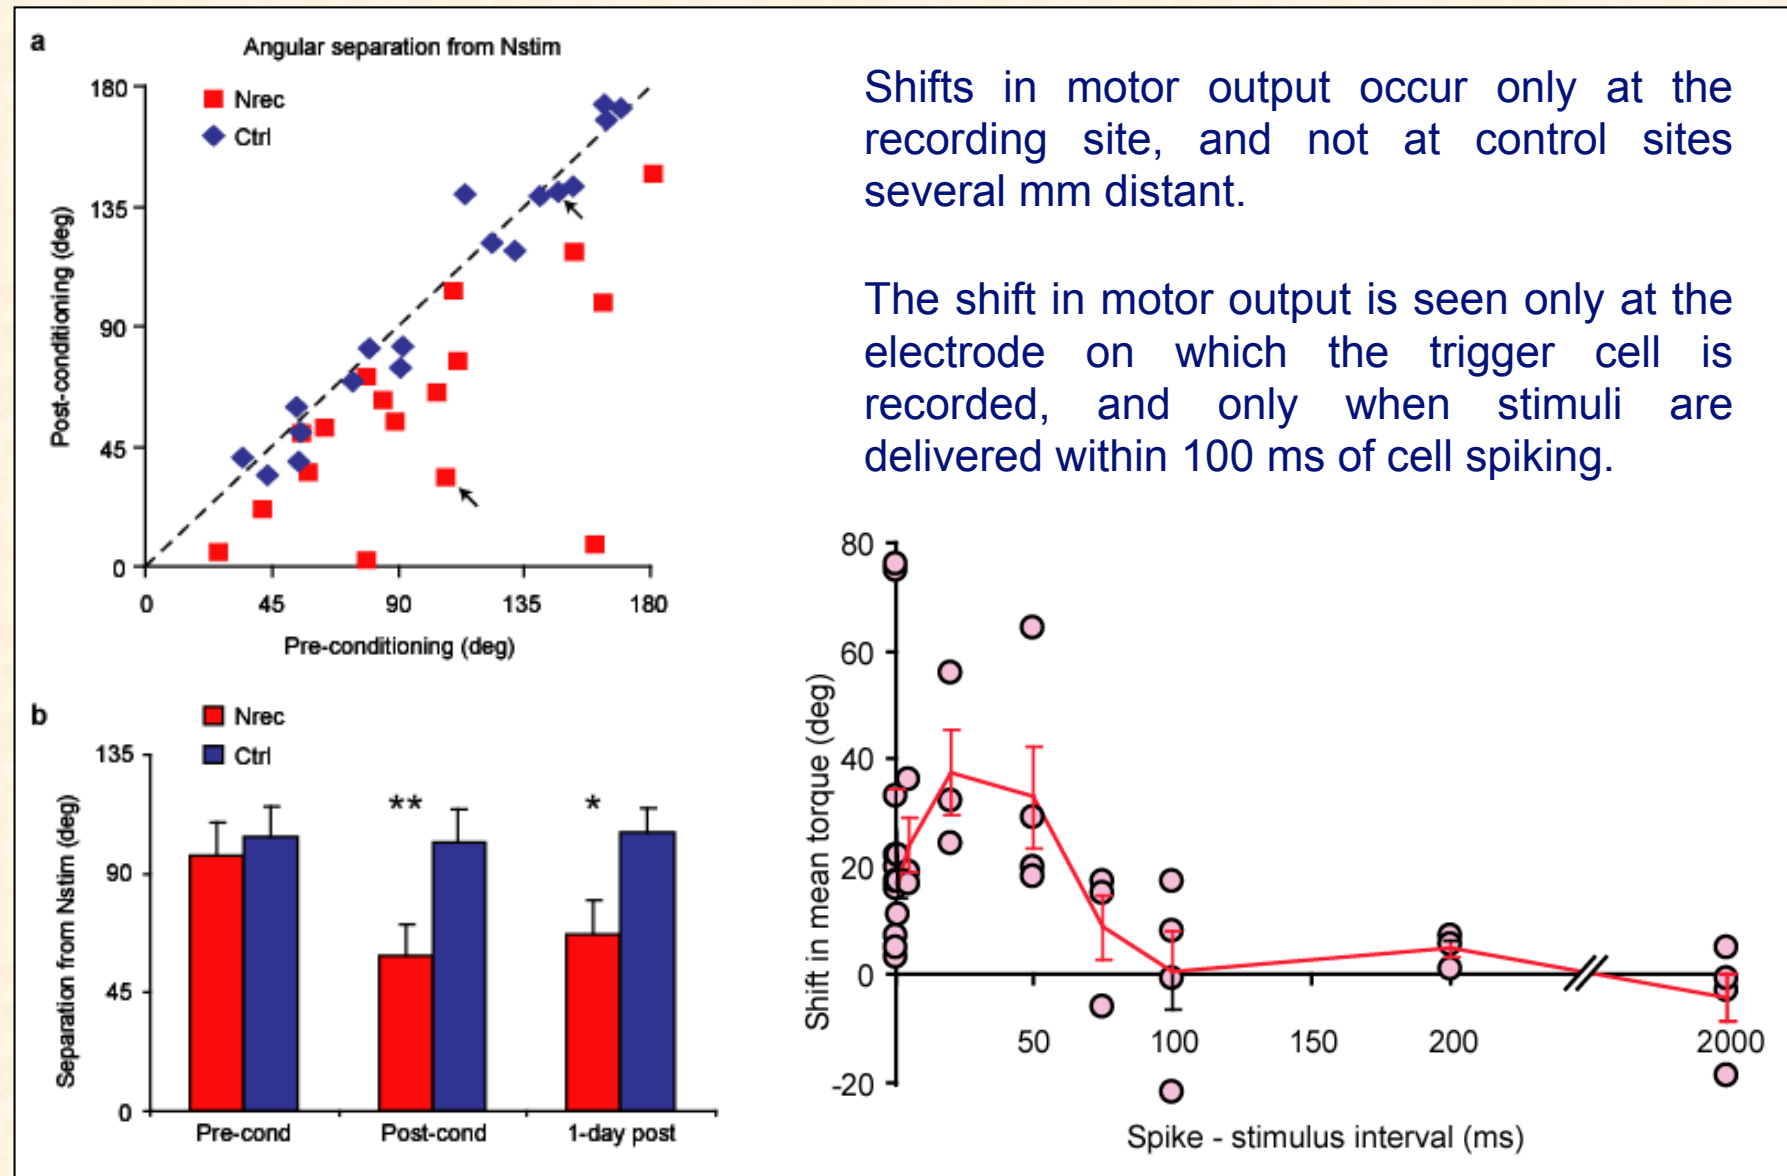 a
Angular separation from Nstim
Nrec
Ctrl
180
135
90
45
0
0 45 90 135 180
Post-conditioning (deg)
Pre-conditioning (deg)
Shifts in motor output occur only at the
recording site, and not at control sites
several mm distant.
The shift in motor output is seen only at the
electrode on which the trigger cell is
recorded, and only when stimuli are
delivered within 100 ms of cell spiking.
b
Nrec
Ctrl
135
90
45
0
** *
Separation from Nstim (deg)
Pre-cond Post-cond 1-day post
80
60
40
20
0
-20
50 100 150 200 2000
Shift in mean torque (deg)
Spike - stimulus interval (ms)